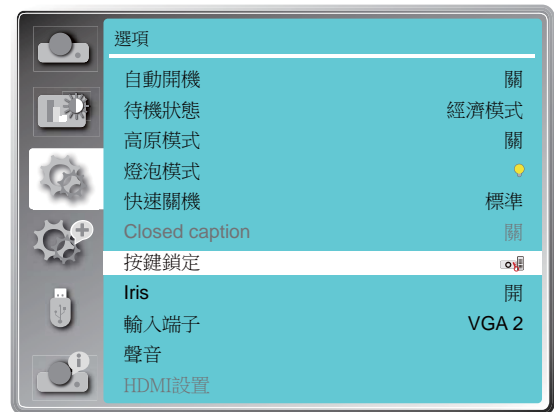 選項
自動開機 關
待機狀態 經濟模式
高原模式 關
燈泡模式
快速關機 標準
Closed caption 關
按鍵鎖定
Iris 開
輸入端子 VGA 2
聲音
HDMI設置